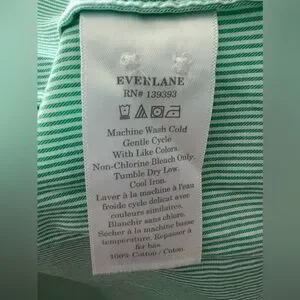 EVERLANE
RN# 139393
Machine Wash Cold
Gentle Cycle
With Like Colors.
Non-Chlorine Bleach Only.
Tumble Dry Low.
Cool Iron.
Laver à la machine à l'eau
froide cycle delicat avec
couleurs similaires.
Blanchir sans chlore.
Sécher à la machine basse
temperature. Repasser à
fer bas.
100% Cotton / Coton.